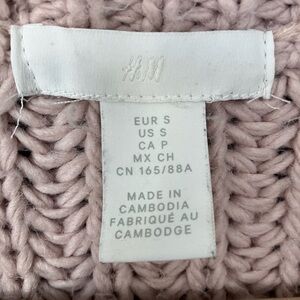 H&M
EUR S
US S
CA P
MX CH
CN 165/88A
MADE IN
CAMBODIA
FABRIQUÉ AU
CAMBODGE